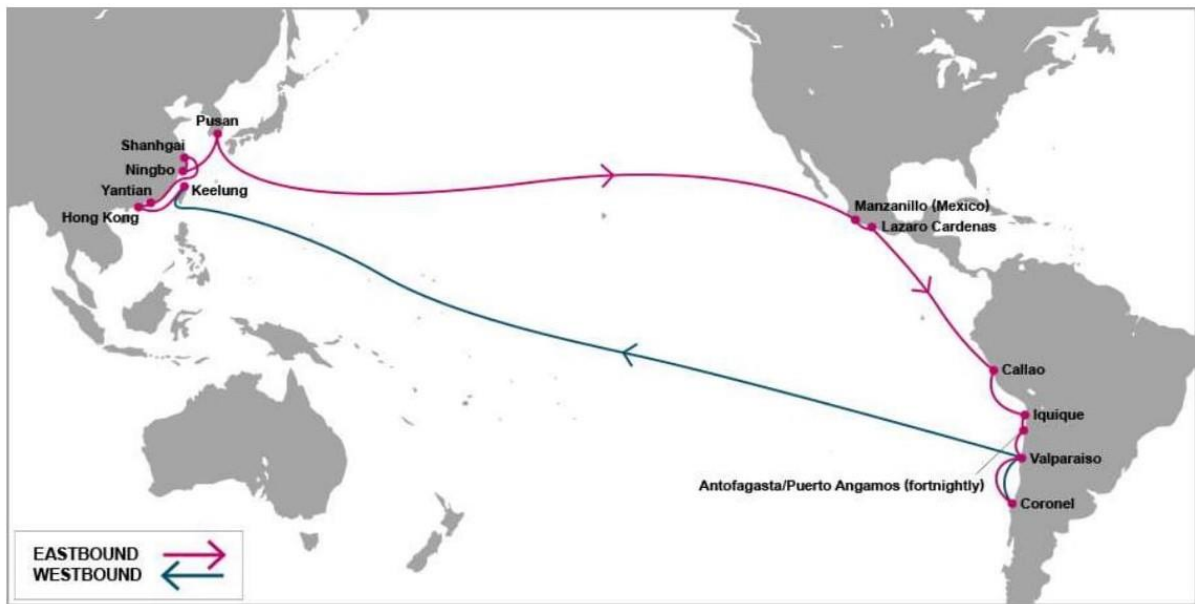 Pusan
Shanhgai
Ningbo
Yantian
Keelung
Hong Kong
Manzanillo (Mexico)
Lazaro Cardenas
Callao
Iquique
Valparaiso
Antofagasta/Puerto Angamos (fortnightly)
Coronel
EASTBOUND
WESTBOUND